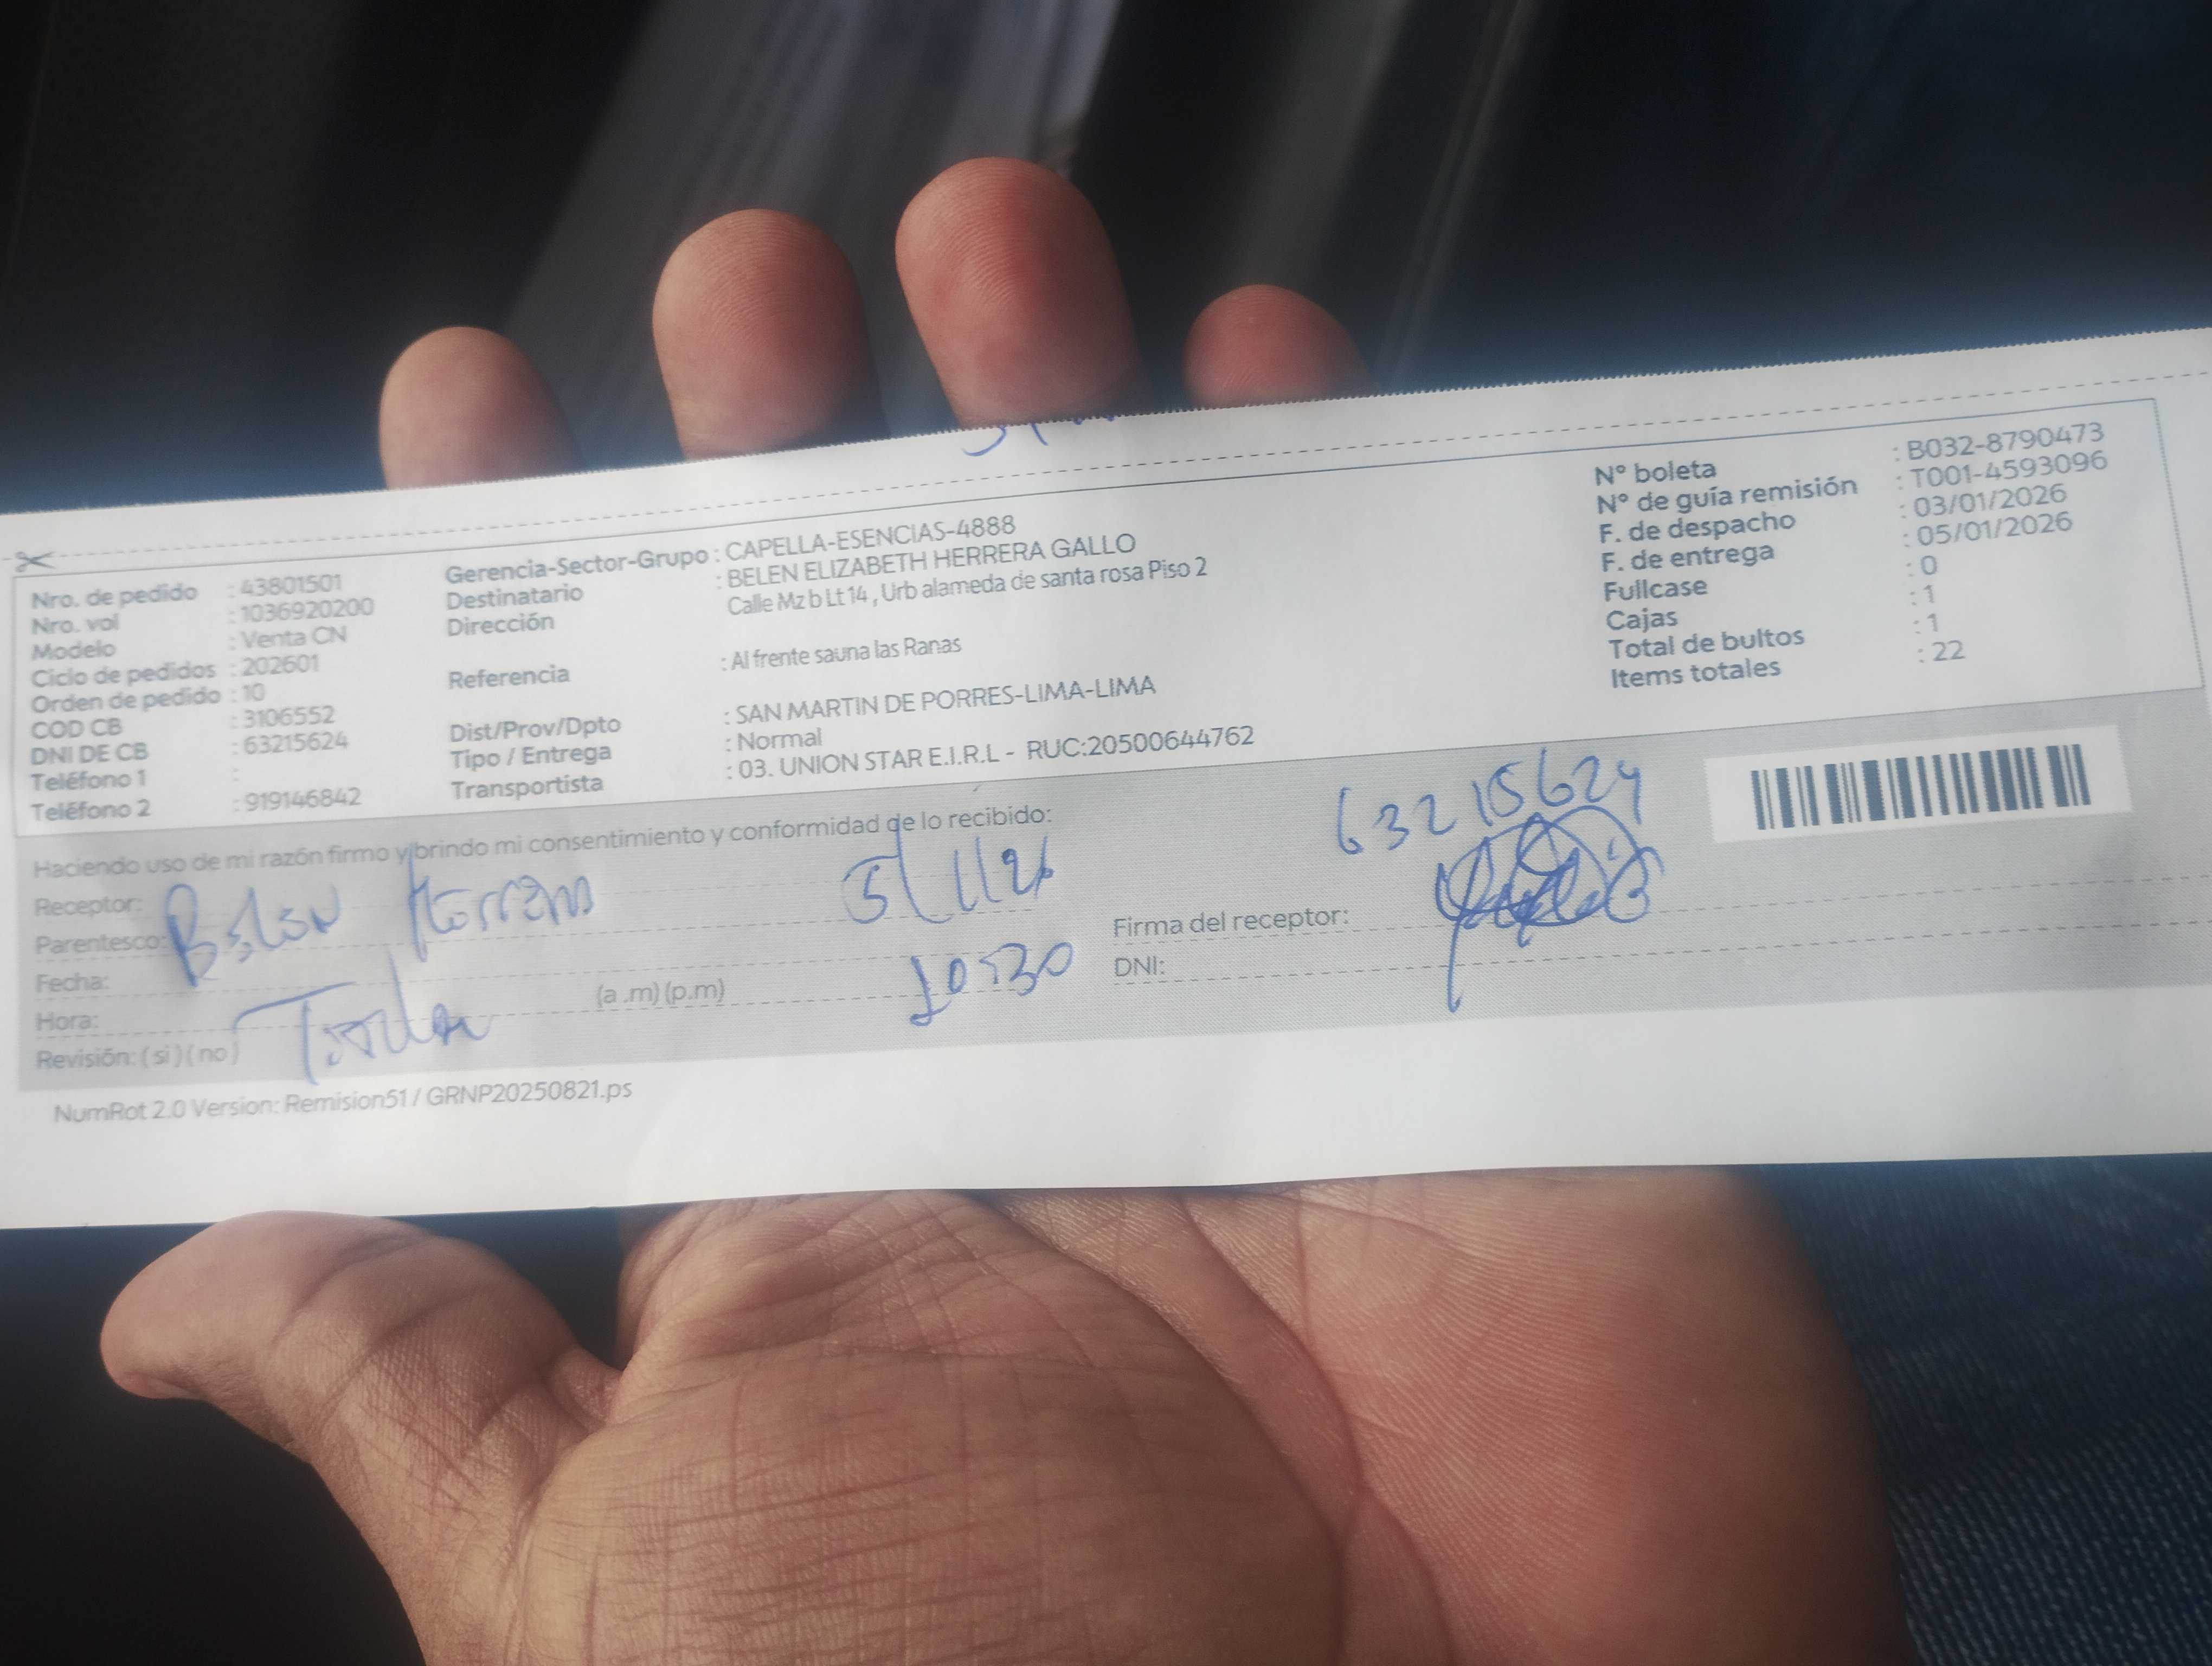 Nro. de pedido : 43801501
Nro. vol : 1036920200
Modelo : Venta CN
Ciclo de pedidos : 202601
Orden de pedido : 10
COD CB : 3106552
DNI DE CB : 63215624
Teléfono 1 :
Teléfono 2 : 919146842
Gerencia-Sector-Grupo : CAPELLA-ESENCIAS-4888
Destinatario : BELEN ELIZABETH HERRERA GALLO
Dirección Calle Mz b Lt 14 , Urb alameda de santa rosa Piso 2
Referencia : Al frente sauna las Ranas
Dist/Prov/Dpto : SAN MARTIN DE PORRES-LIMA-LIMA
Tipo / Entrega : Normal
Transportista : 03. UNION STAR E.I.R.L - RUC:20500644762
N° boleta : B032-8790473
N° de guía remisión : T001-4593096
F. de despacho : 03/01/2026
F. de entrega : 05/01/2026
Fullcase : 0
Cajas : 1
Total de bultos : 1
Items totales : 22
Haciendo uso de mi razón firmo y brindo mi consentimiento y conformidad de lo recibido:
Receptor:
Parentesco:
Fecha:
Hora: (a .m) (p.m)
Revisión: ( si ) ( no )
5/1/26
63215624
Firma del receptor:
DNI:
NumRot 2.0 Version: Remision51 / GRNP20250821.ps